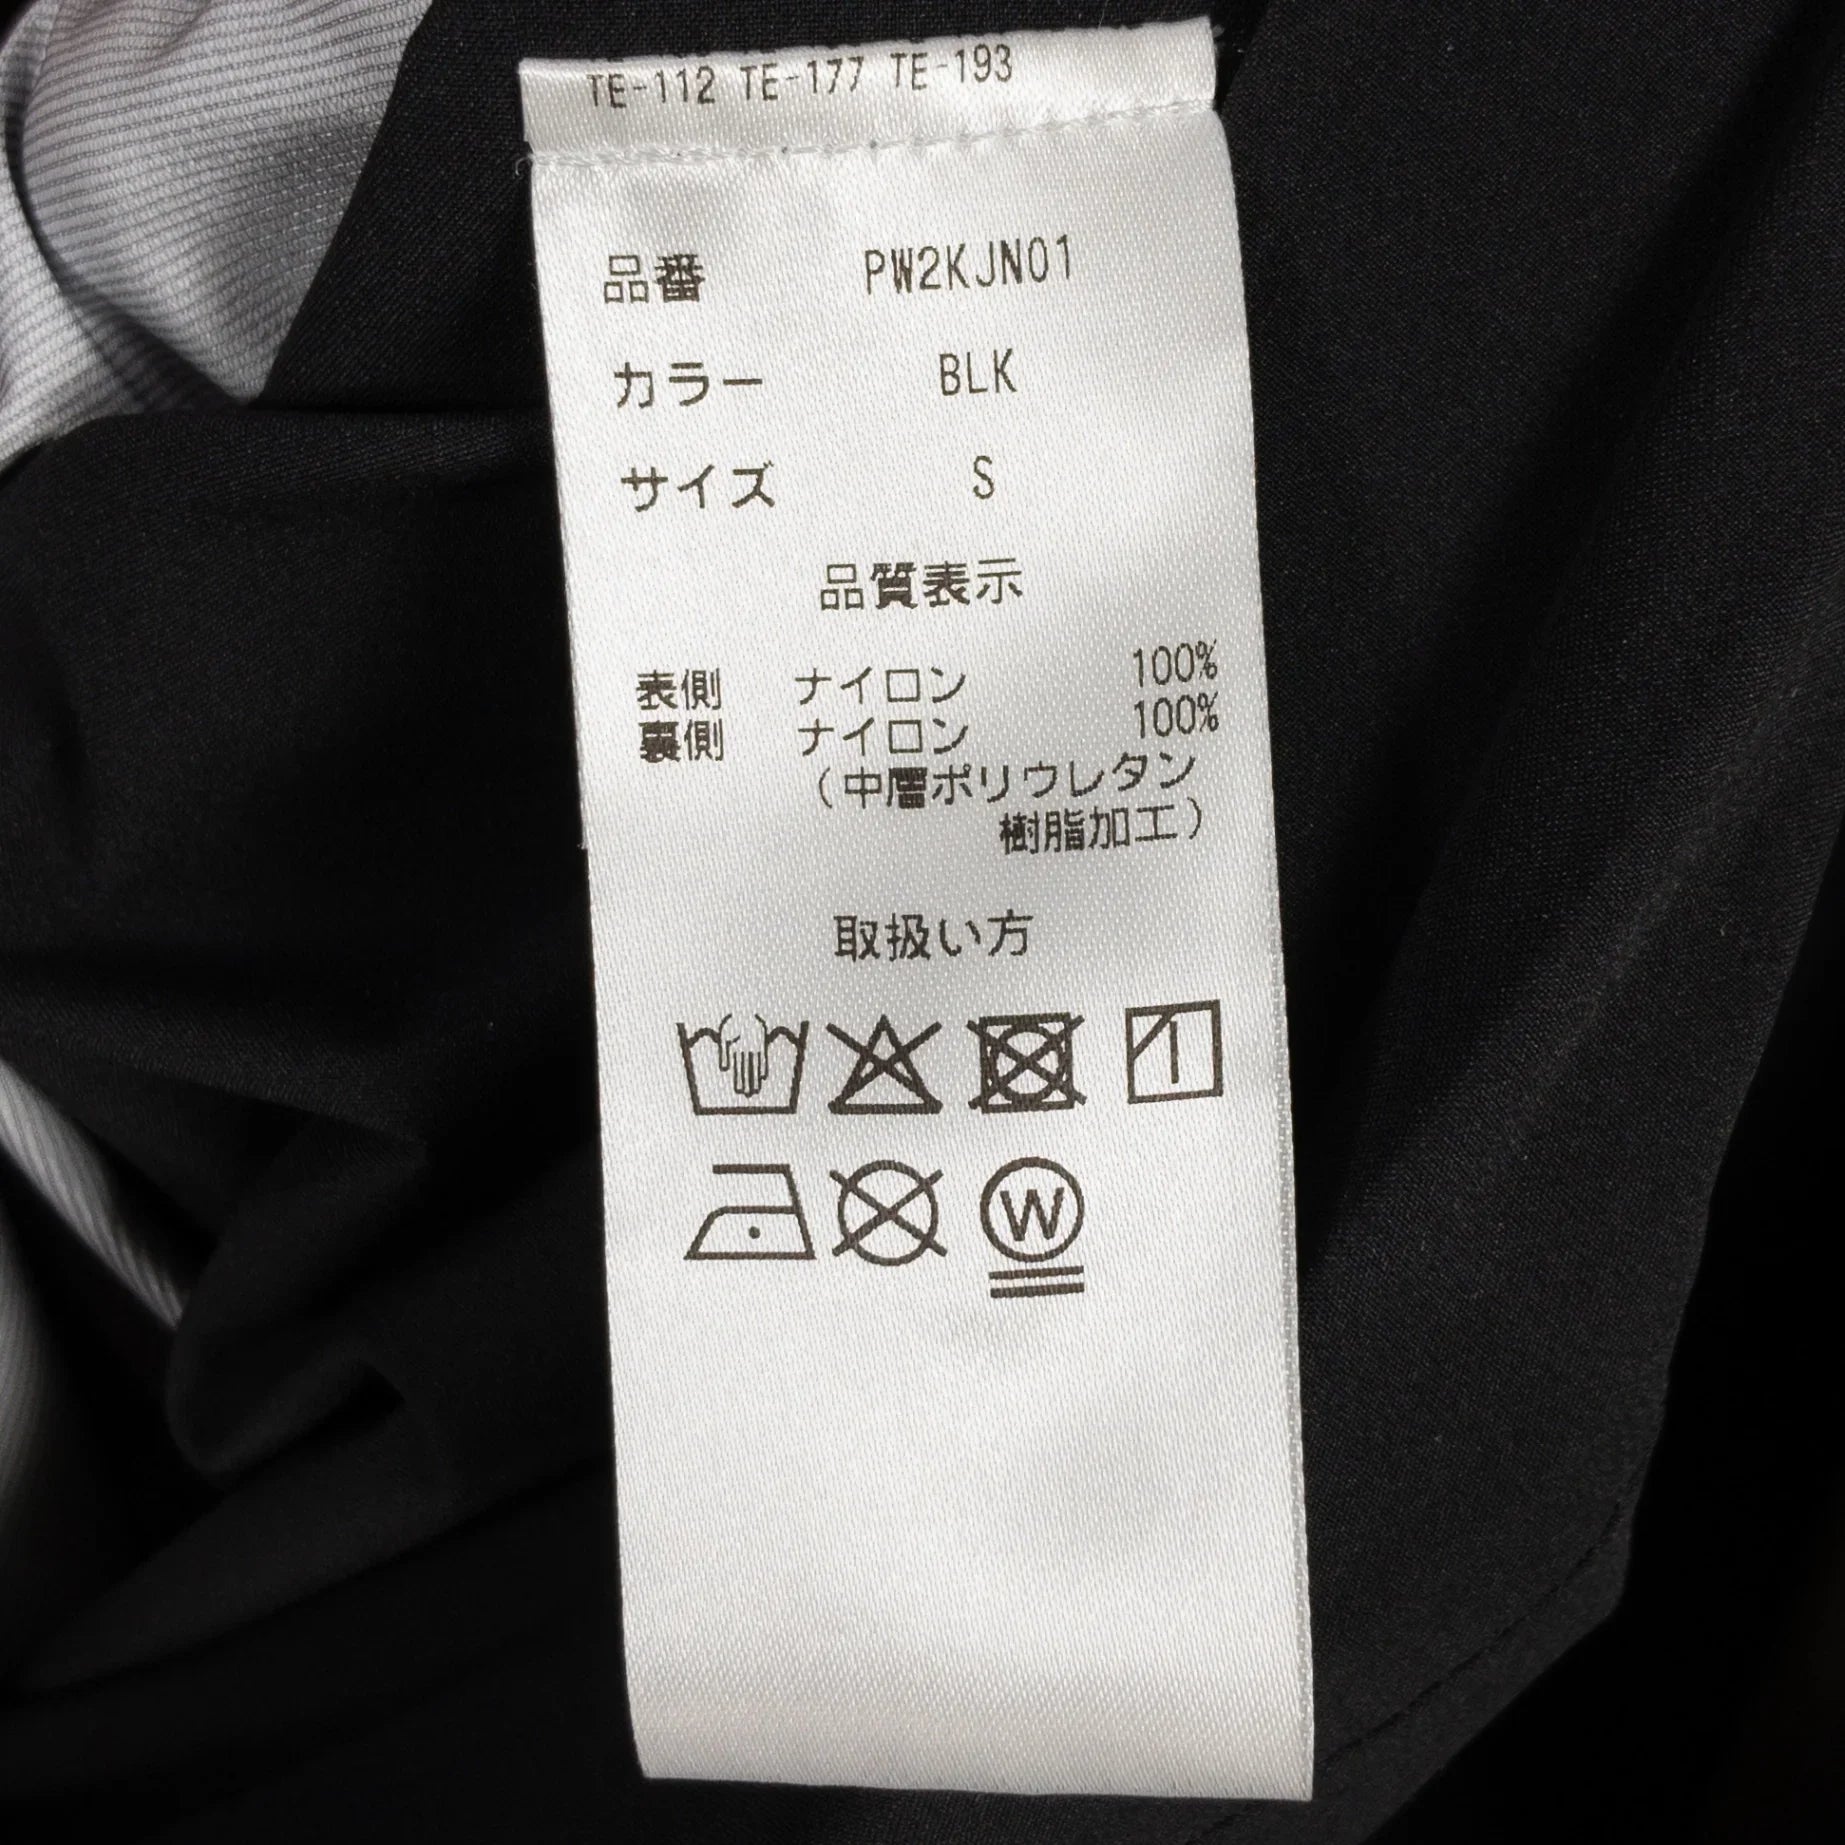 TE-112 TE-177 TE-193
品番 PW2KJN01
カラー BLK
サイズ S
品質表示
表側 ナイロン 100%
裏側 ナイロン 100%
（中層ポリウレタン
樹脂加工）
取扱い方
W